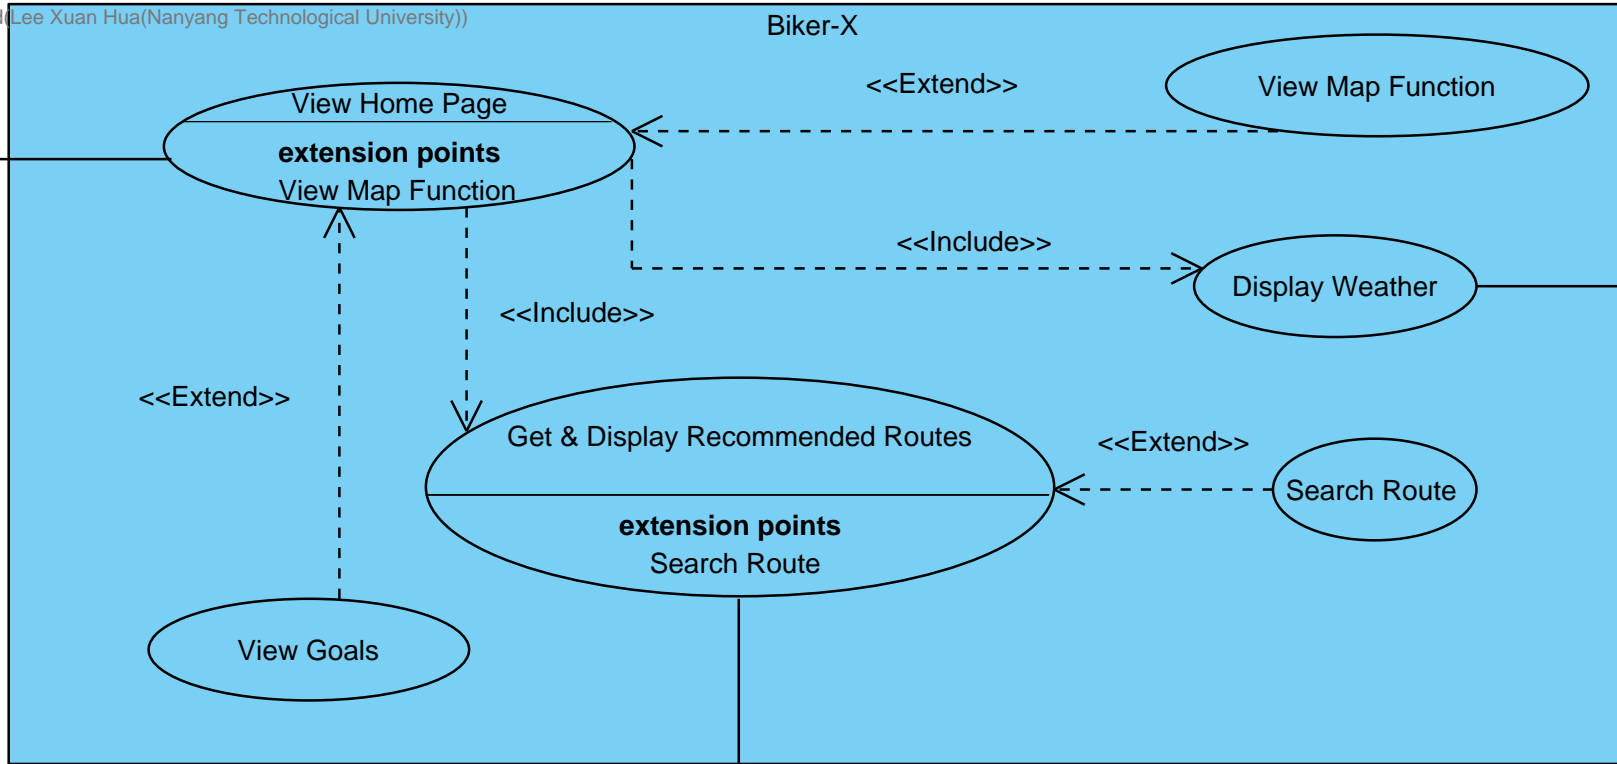 (Lee Xuan Hua(Nanyang Technological University))
Biker-X
<<Extend>>
View Map Function
View Home Page
extension points
View Map Function
<<Include>>
Display Weather
<<Include>>
<<Extend>>
Get & Display Recommended Routes
<<Extend>>
Search Route
extension points
Search Route
View Goals